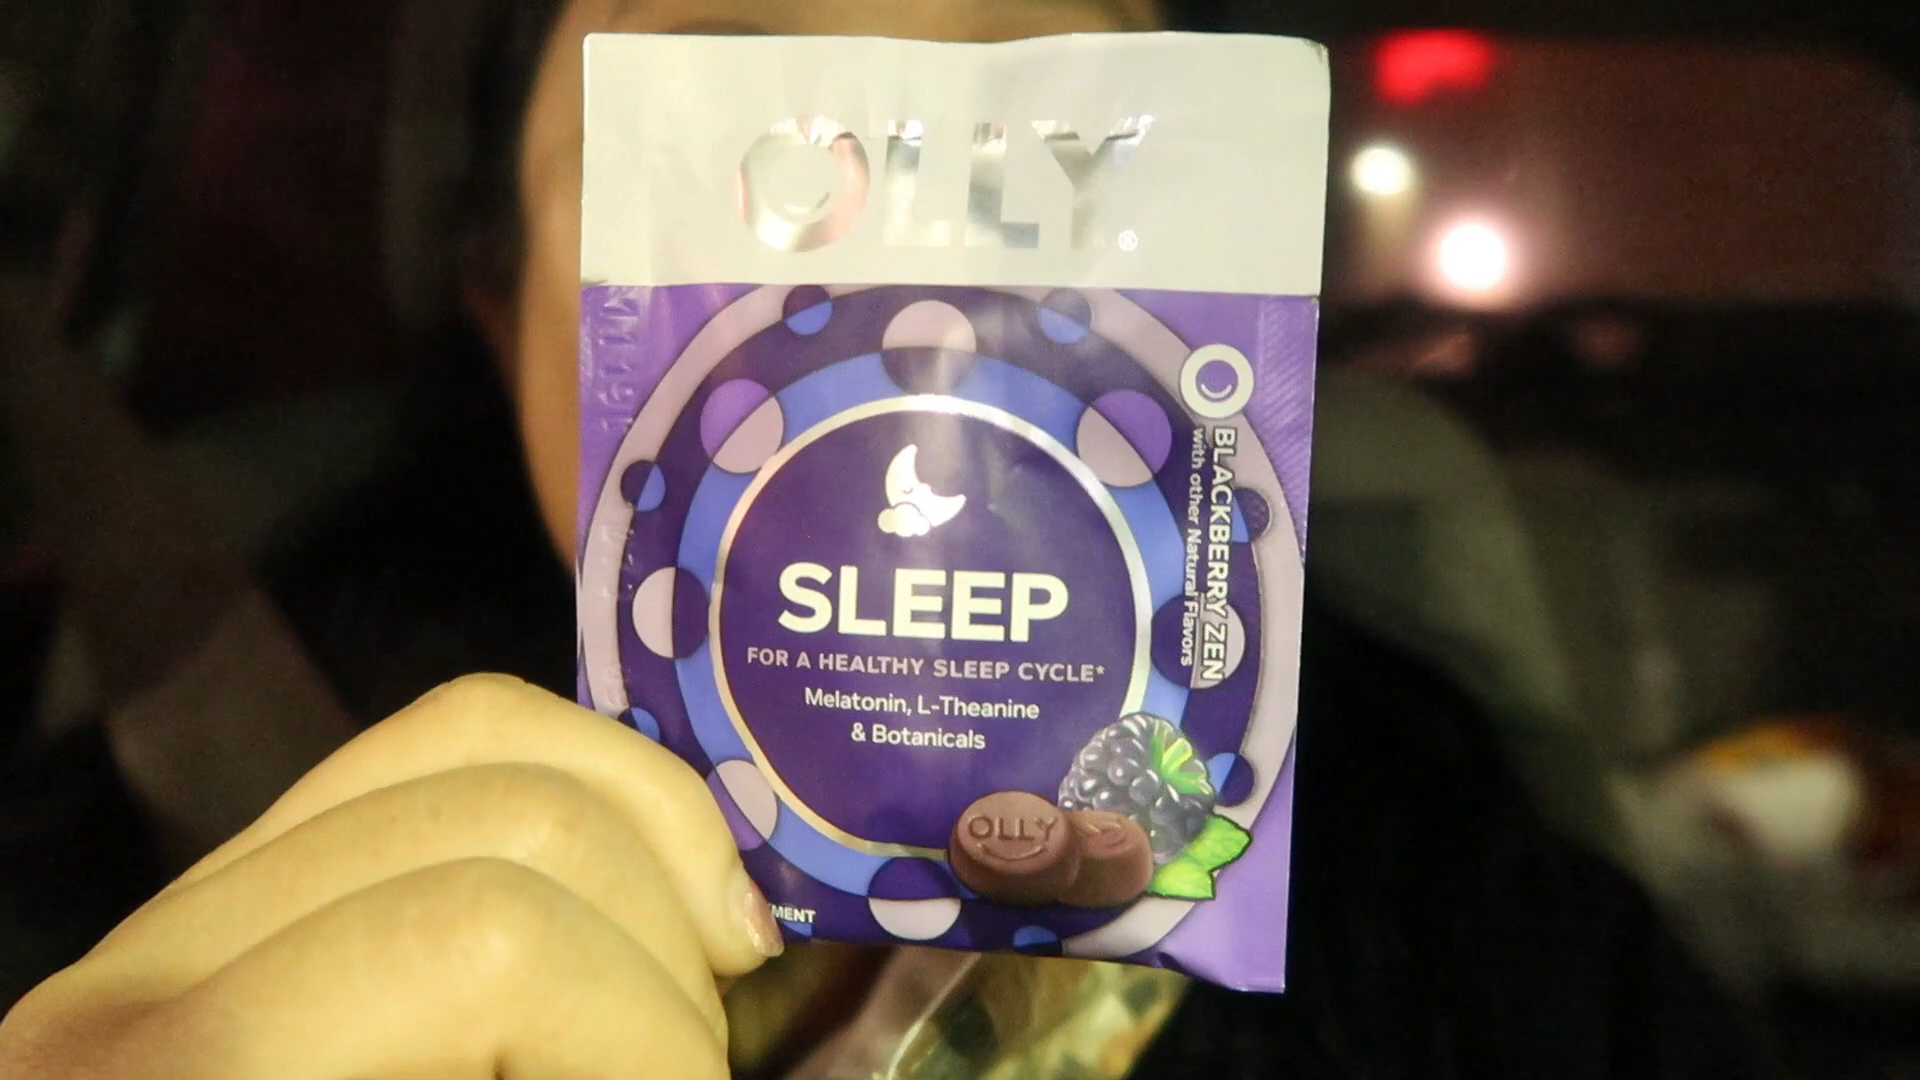 OLLY®
BLACKBERRY ZEN
with other Natural Flavors
SLEEP
FOR A HEALTHY SLEEP CYCLE*
Melatonin, L-Theanine
& Botanicals
OLLY